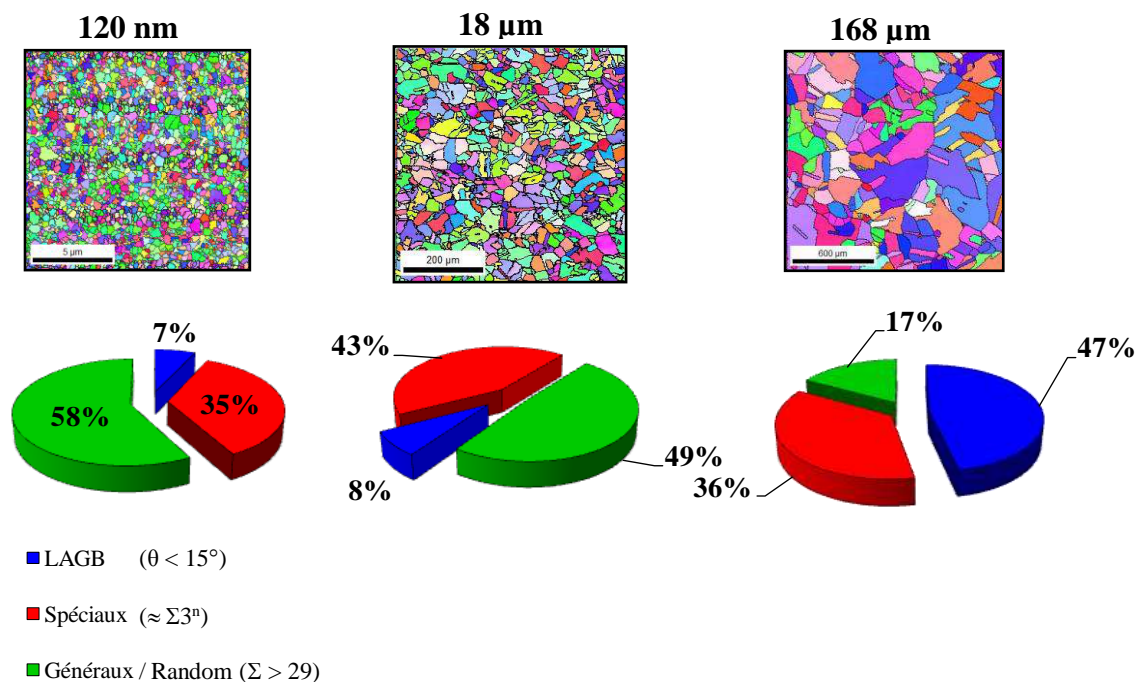 120 nm
18 µm
168 µm
5 µm
200 µm
600 µm
7%
58%
35%
43%
49%
8%
17%
47%
36%
LAGB (θ < 15°)
Spéciaux (≈ Σ3ⁿ)
Généraux / Random (Σ > 29)